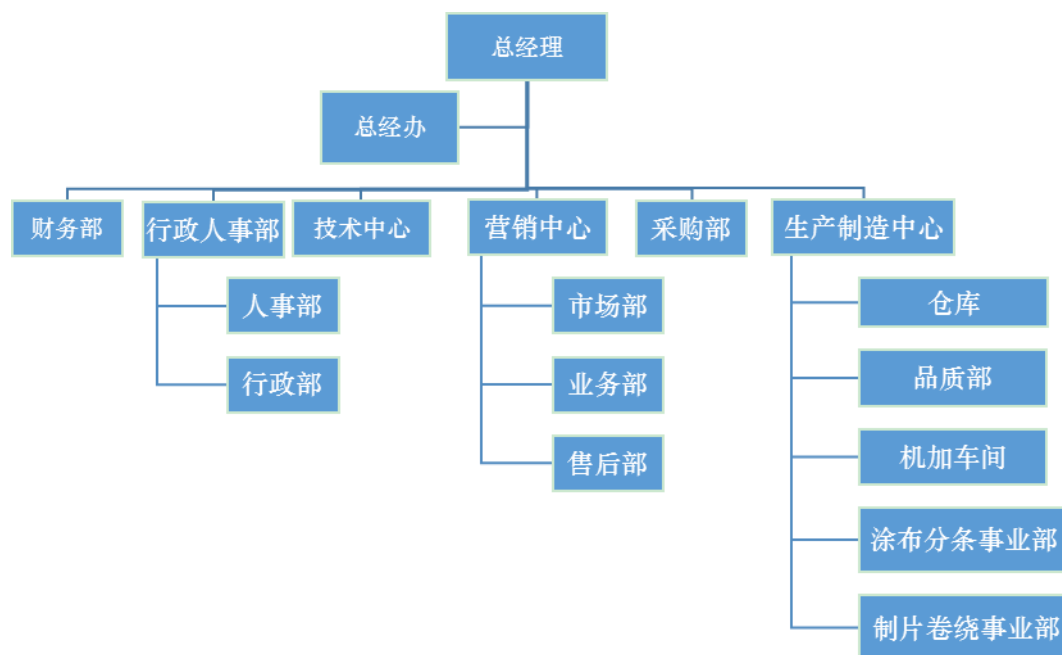 总经理
总经办
财务部
行政人事部
技术中心
营销中心
采购部
生产制造中心
人事部
行政部
市场部
业务部
售后部
仓库
品质部
机加车间
涂布分条事业部
制片卷绕事业部